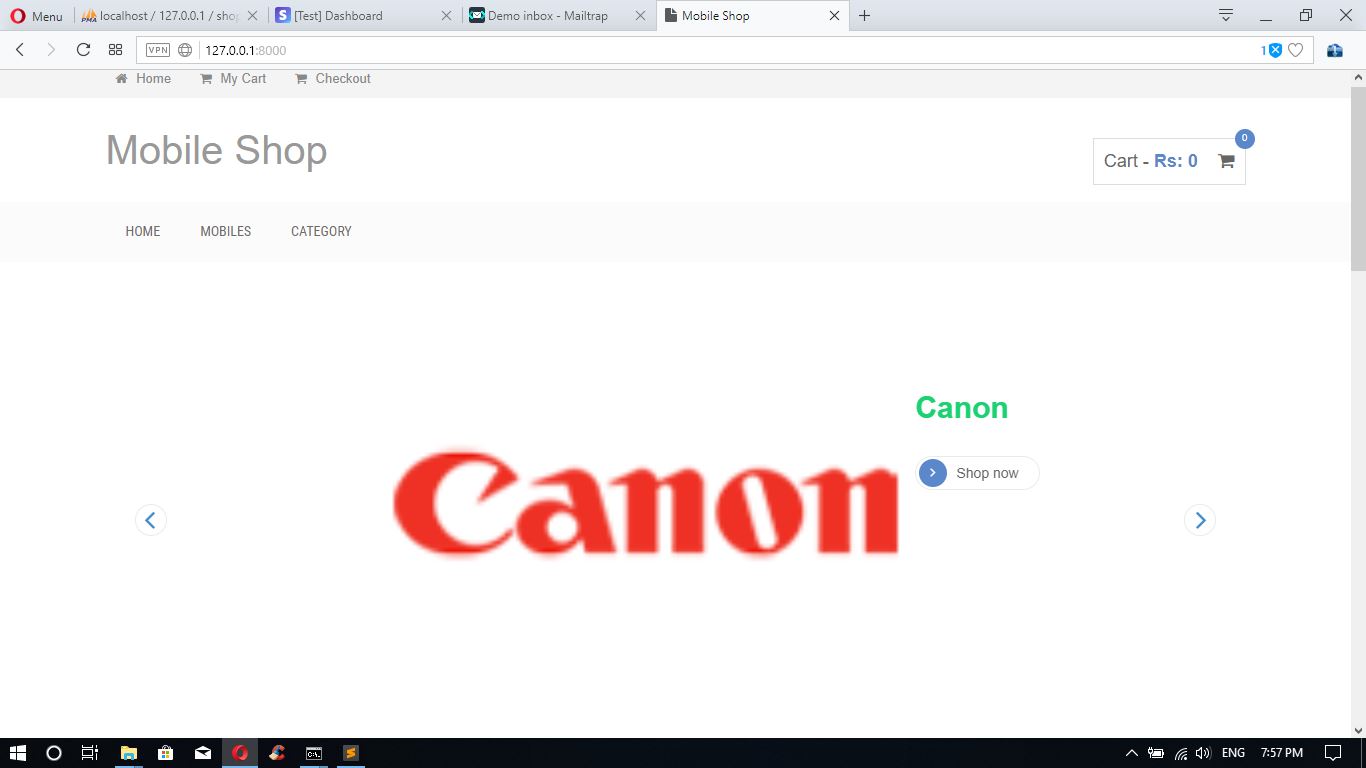 Menu
localhost / 127.0.0.1 / shop
[Test] Dashboard
Demo inbox - Mailtrap
Mobile Shop
VPN
127.0.0.1:8000
1
Home
My Cart
Checkout
Mobile Shop
Cart - Rs: 0
0
HOME
MOBILES
CATEGORY
Canon
Canon
Shop now
ENG
7:57 PM